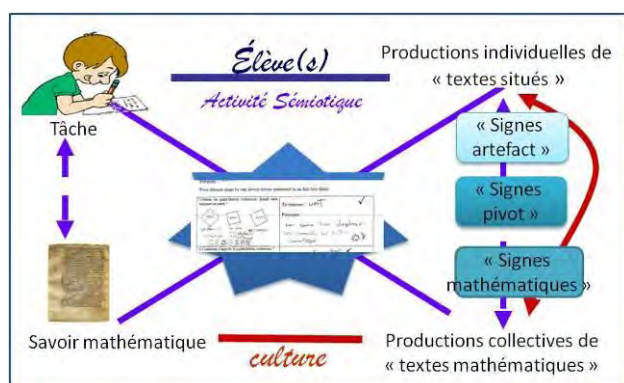 Élève(s)
Activité Sémiotique
Productions individuelles de
« textes situés »
Tâche
« Signes
artefact »
« Signes
pivot »
« Signes
mathématiques »
Savoir mathématique
culture
Productions collectives de
« textes mathématiques »